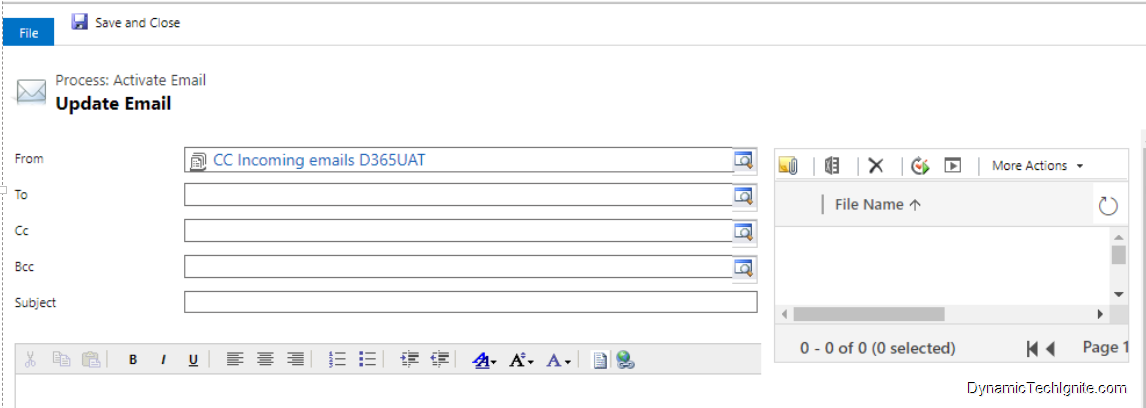 File
Save and Close
Process: Activate Email
Update Email
From
CC Incoming emails D365UAT
To
Cc
Bcc
Subject
B I U
A A A
More Actions
File Name
0 - 0 of 0 (0 selected)
Page 1
DynamicTechIgnite.com